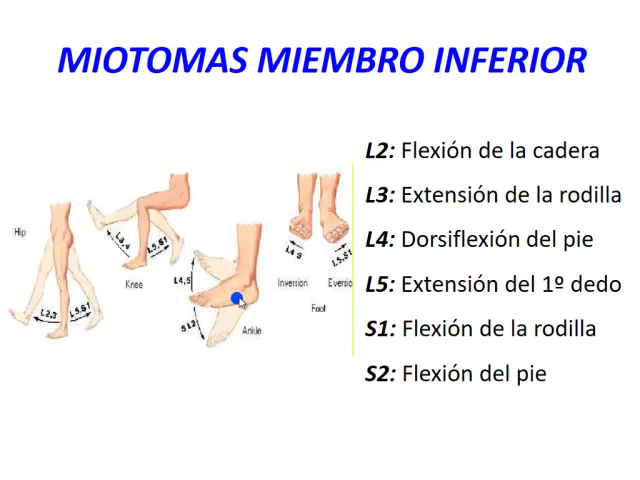 MIOTOMAS MIEMBRO INFERIOR
L2: Flexión de la cadera
L3: Extensión de la rodilla
L4: Dorsiflexión del pie
L5: Extensión del 1º dedo
S1: Flexión de la rodilla
S2: Flexión del pie
Hip
L2,3
L5,S1
L3,4
L5,S1
Knee
L4,5
Ankle
L4
L5,S1
Inversion
Eversio
Foot